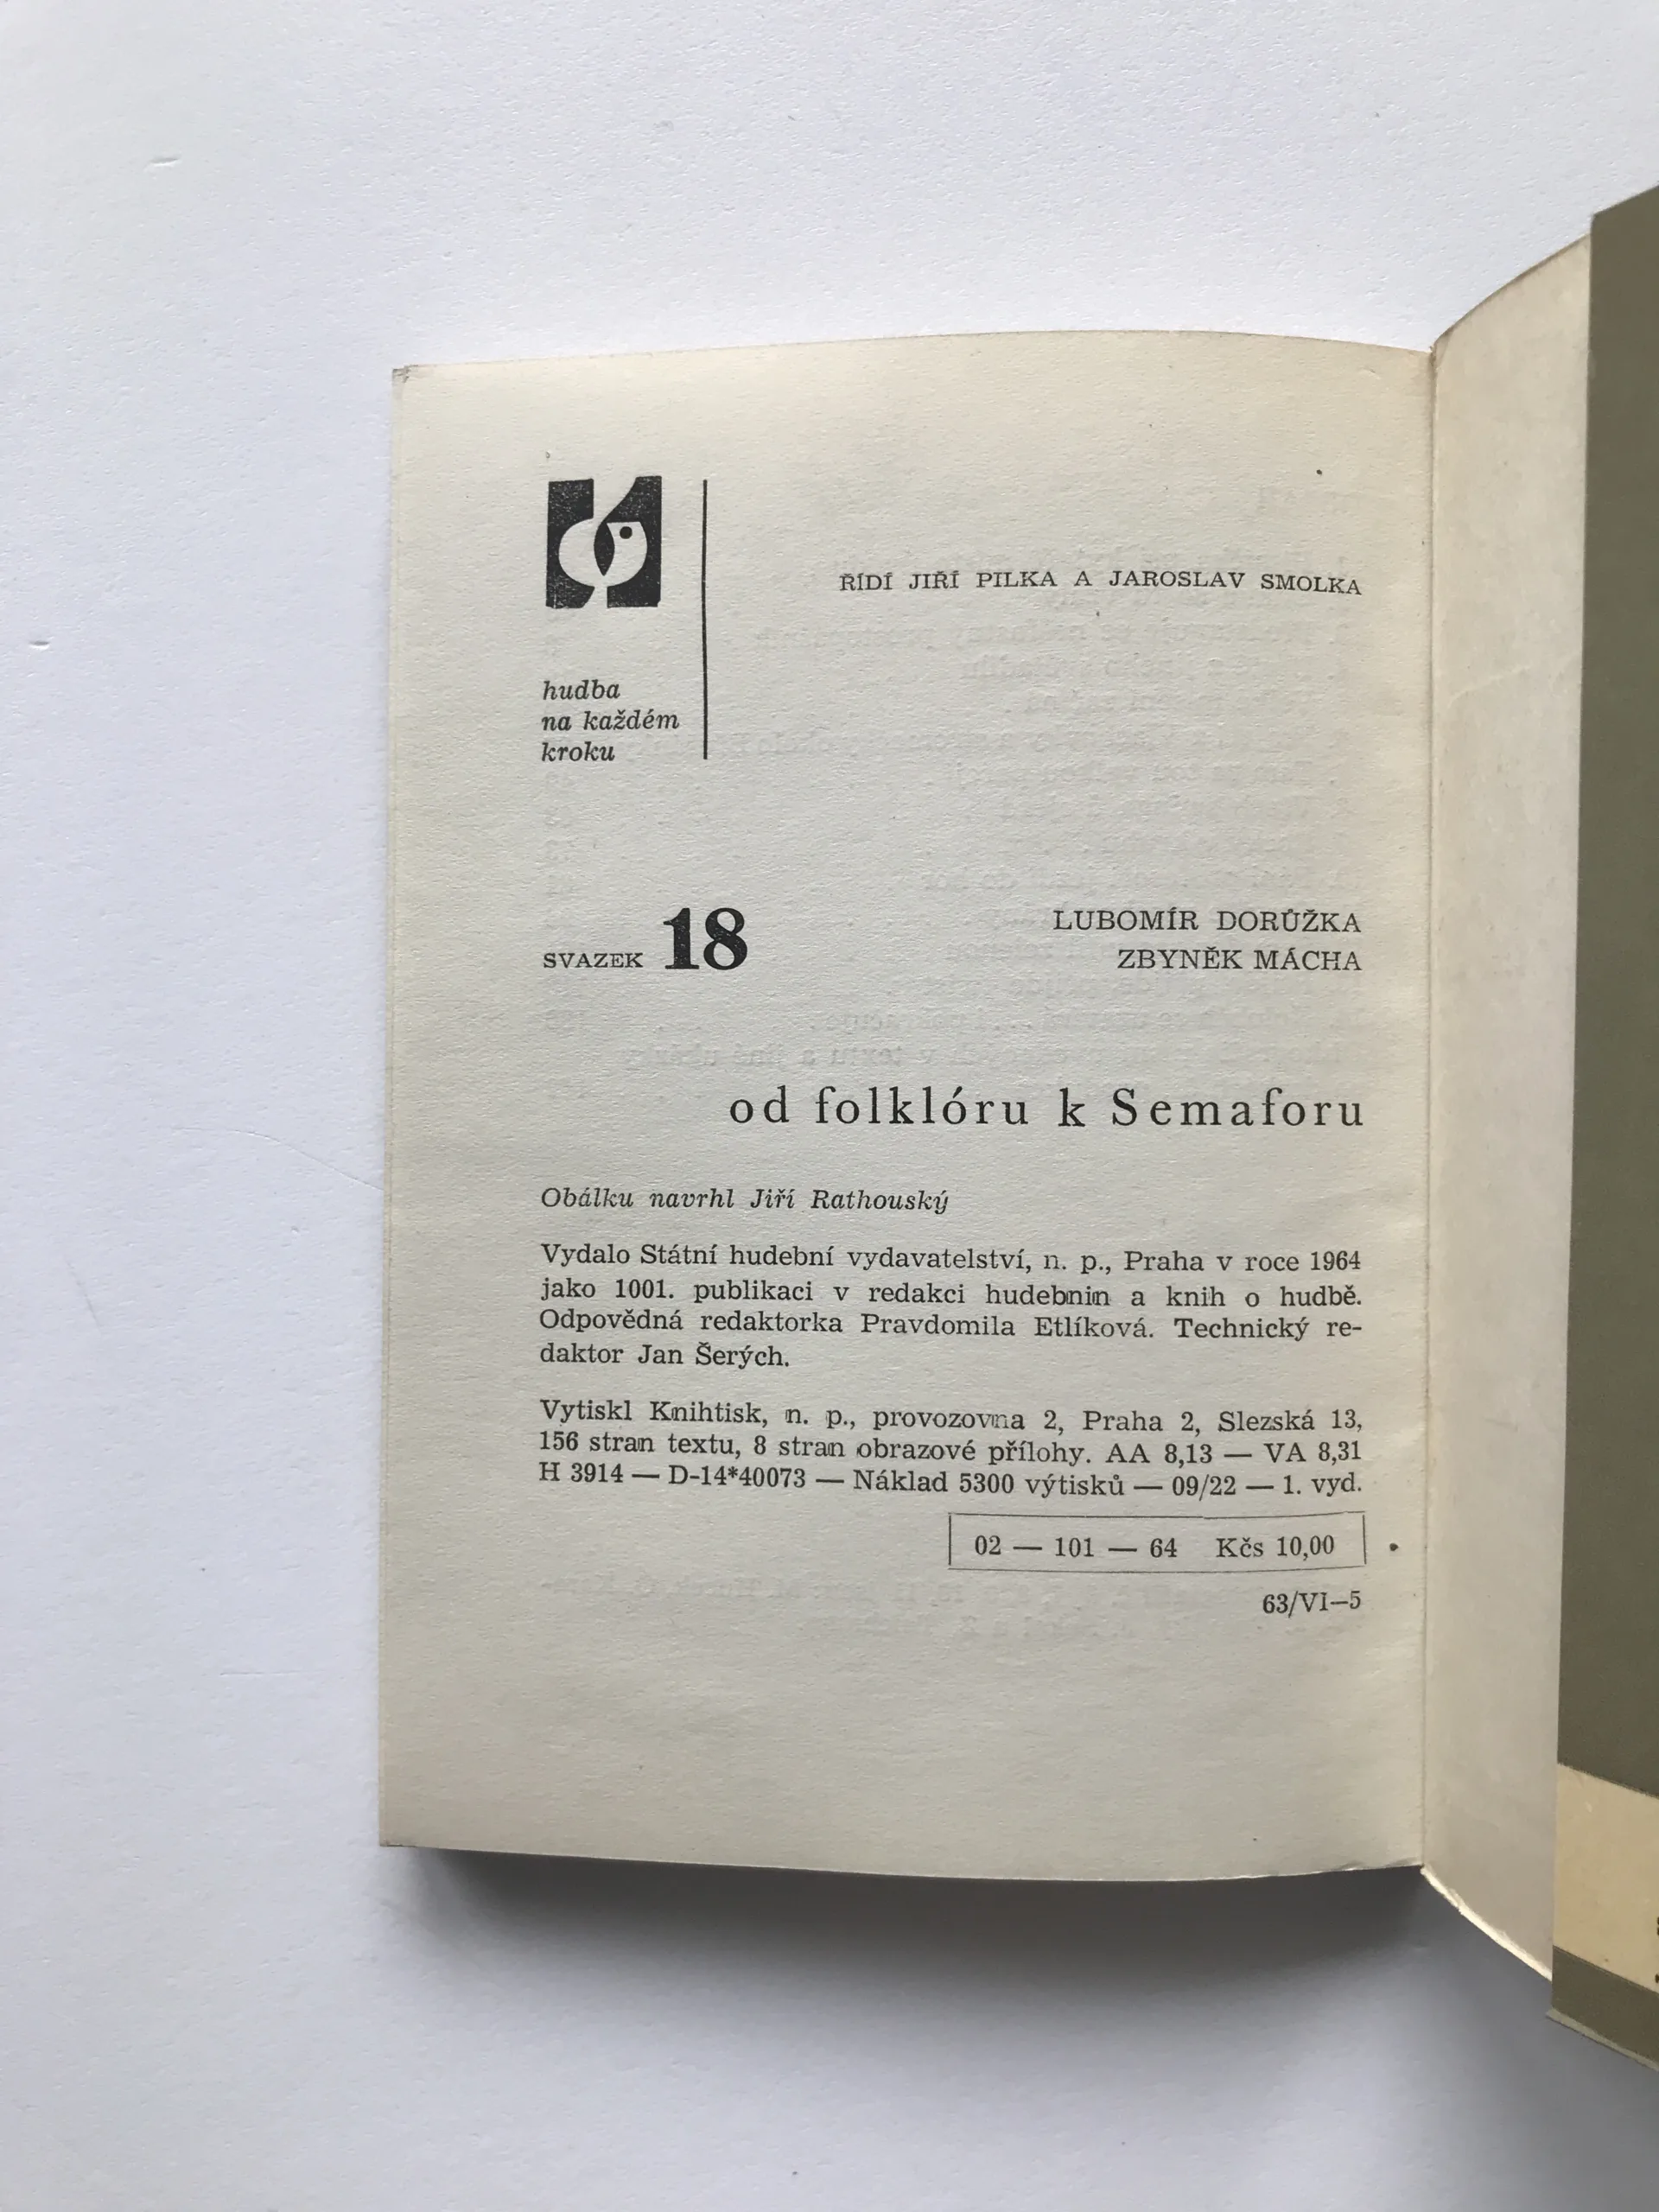 ŘÍDÍ JIŘÍ PILKA A JAROSLAV SMOLKA
hudba
na každém
kroku
SVAZEK 18
LUBOMÍR DORŮŽKA
ZBYNĚK MÁCHA
od folklóru k Semaforu
Obálku navrhl Jiří Rathouský
Vydalo Státní hudební vydavatelství, n. p., Praha v roce 1964
jako 1001. publikaci v redakci hudebnin a knih o hudbě.
Odpovědná redaktorka Pravdomila Etlíková. Technický re-
daktor Jan Šerých.
Vytiskl Knihtisk, n. p., provozovna 2, Praha 2, Slezská 13,
156 stran textu, 8 stran obrazové přílohy. AA 8,13 — VA 8,31
H 3914 — D-14*40073 — Náklad 5300 výtisků — 09/22 — 1. vyd.
02 — 101 — 64 Kčs 10,00
63/VI—5